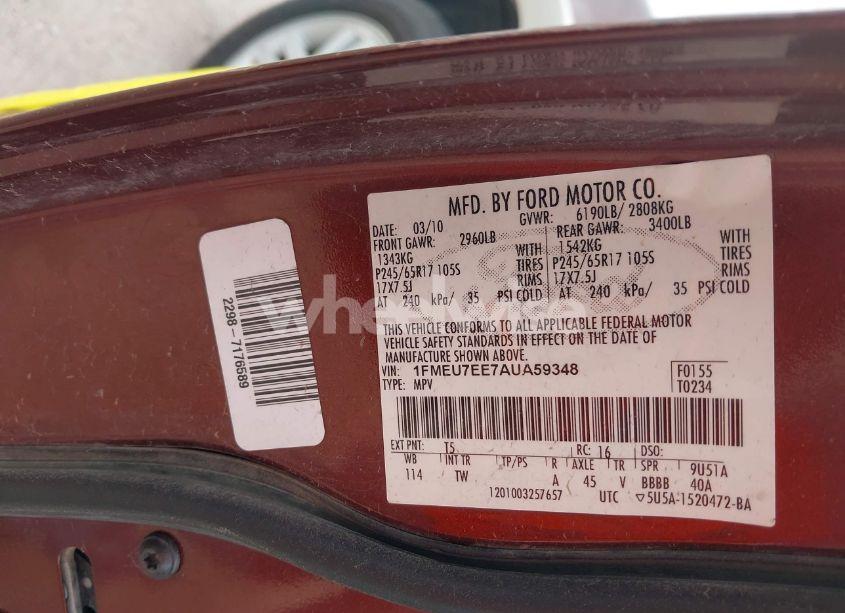 MFD. BY FORD MOTOR CO.
DATE: 03/10 GVWR: 6190LB/ 2808KG
FRONT GAWR: 2960LB REAR GAWR: 3400LB
1343KG WITH 1542KG WITH
P245/65R17 105S TIRES P245/65R17 105S TIRES
17X7.5J RIMS 17X7.5J RIMS
AT 240 kPa/ 35 PSI COLD AT 240 kPa/ 35 PSI COLD
THIS VEHICLE CONFORMS TO ALL APPLICABLE FEDERAL MOTOR
VEHICLE SAFETY STANDARDS IN EFFECT ON THE DATE OF
MANUFACTURE SHOWN ABOVE.
VIN: 1FMEU7EE7AUA59348 F0155
TYPE: MPV T0234
EXT PNT: T5 RC: 16 DSO:
WB INT TR TP/PS R AXLE TR SPR 9U51A
114 TW A 45 V BBBB 40A
1201003257657 UTC ▽5U5A-1520472-BA
2298 - 7176589
wheelwise